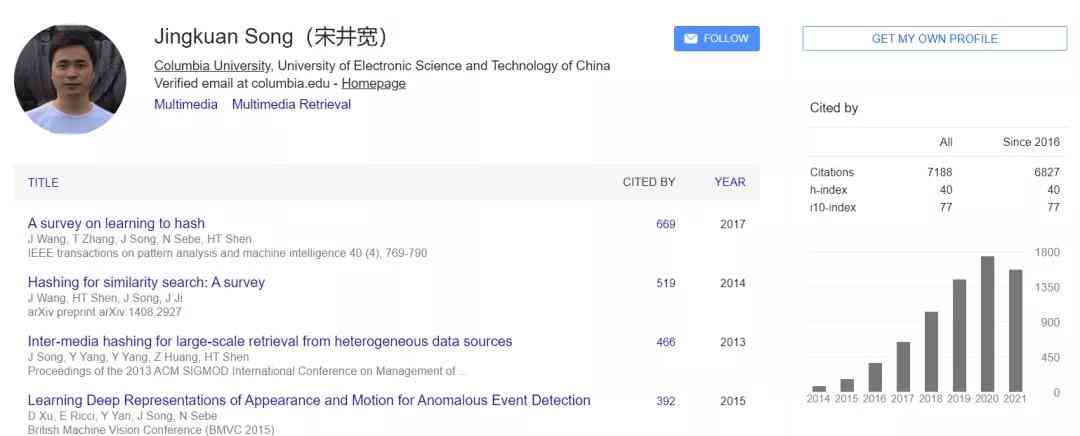 Jingkuan Song（宋井宽）
FOLLOW
Columbia University, University of Electronic Science and Technology of China
Verified email at columbia.edu - Homepage
Multimedia Multimedia Retrieval
TITLE CITED BY YEAR
A survey on learning to hash 669 2017
J Wang, T Zhang, J Song, N Sebe, HT Shen
IEEE transactions on pattern analysis and machine intelligence 40 (4), 769-790
Hashing for similarity search: A survey 519 2014
J Wang, HT Shen, J Song, J Ji
arXiv preprint arXiv:1408.2927
Inter-media hashing for large-scale retrieval from heterogeneous data sources 466 2013
J Song, Y Yang, Y Yang, Z Huang, HT Shen
Proceedings of the 2013 ACM SIGMOD International Conference on Management of ...
Learning Deep Representations of Appearance and Motion for Anomalous Event Detection 392 2015
D Xu, E Ricci, Y Yan, J Song, N Sebe
British Machine Vision Conference (BMVC 2015)
GET MY OWN PROFILE
Cited by
All Since 2016
Citations 7188 6827
h-index 40 40
i10-index 77 77
1800
1350
900
450
0
2014 2015 2016 2017 2018 2019 2020 2021